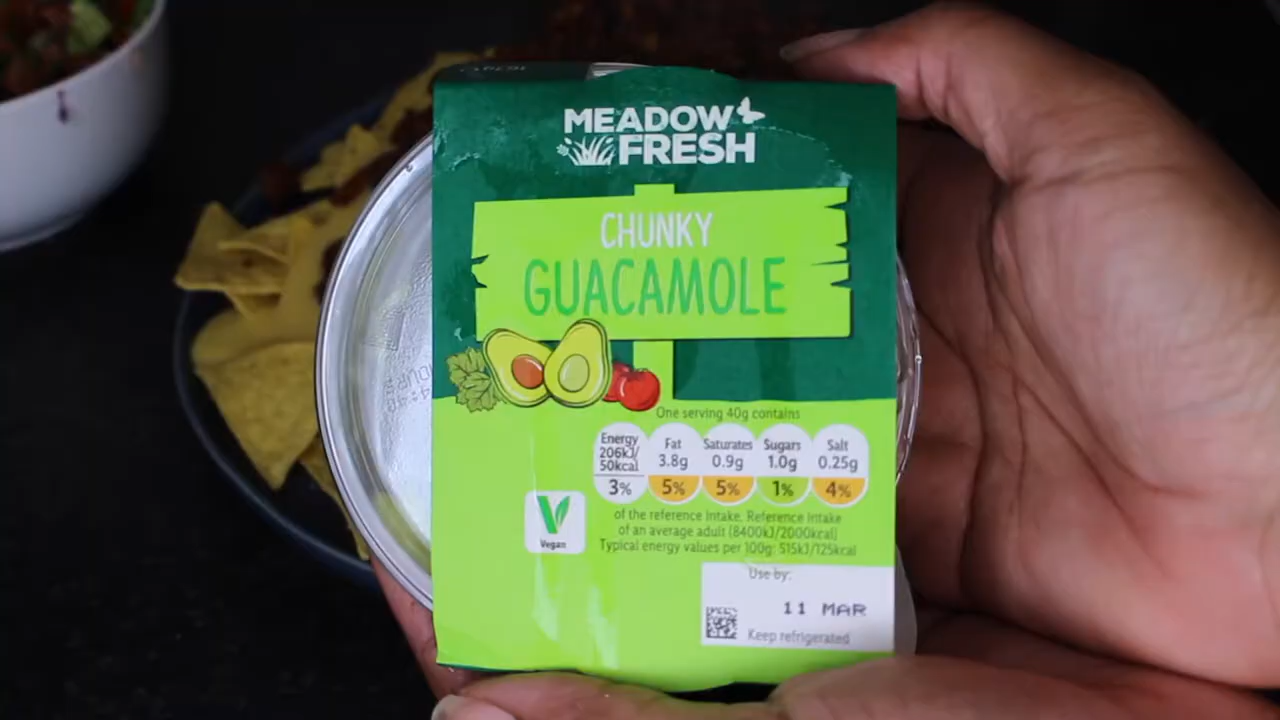 MEADOW
FRESH
CHUNKY
GUACAMOLE
One serving 40g contains
Energy
206kJ/
50kcal
3%
Fat
3.8g
5%
Saturates
0.9g
5%
Sugars
1.0g
1%
Salt
0.25g
4%
of the reference intake. Reference intake
of an average adult (8400kJ/2000kcal)
Typical energy values per 100g: 515kJ/125kcal
Vegan
Use by:
11 MAR
Keep refrigerated